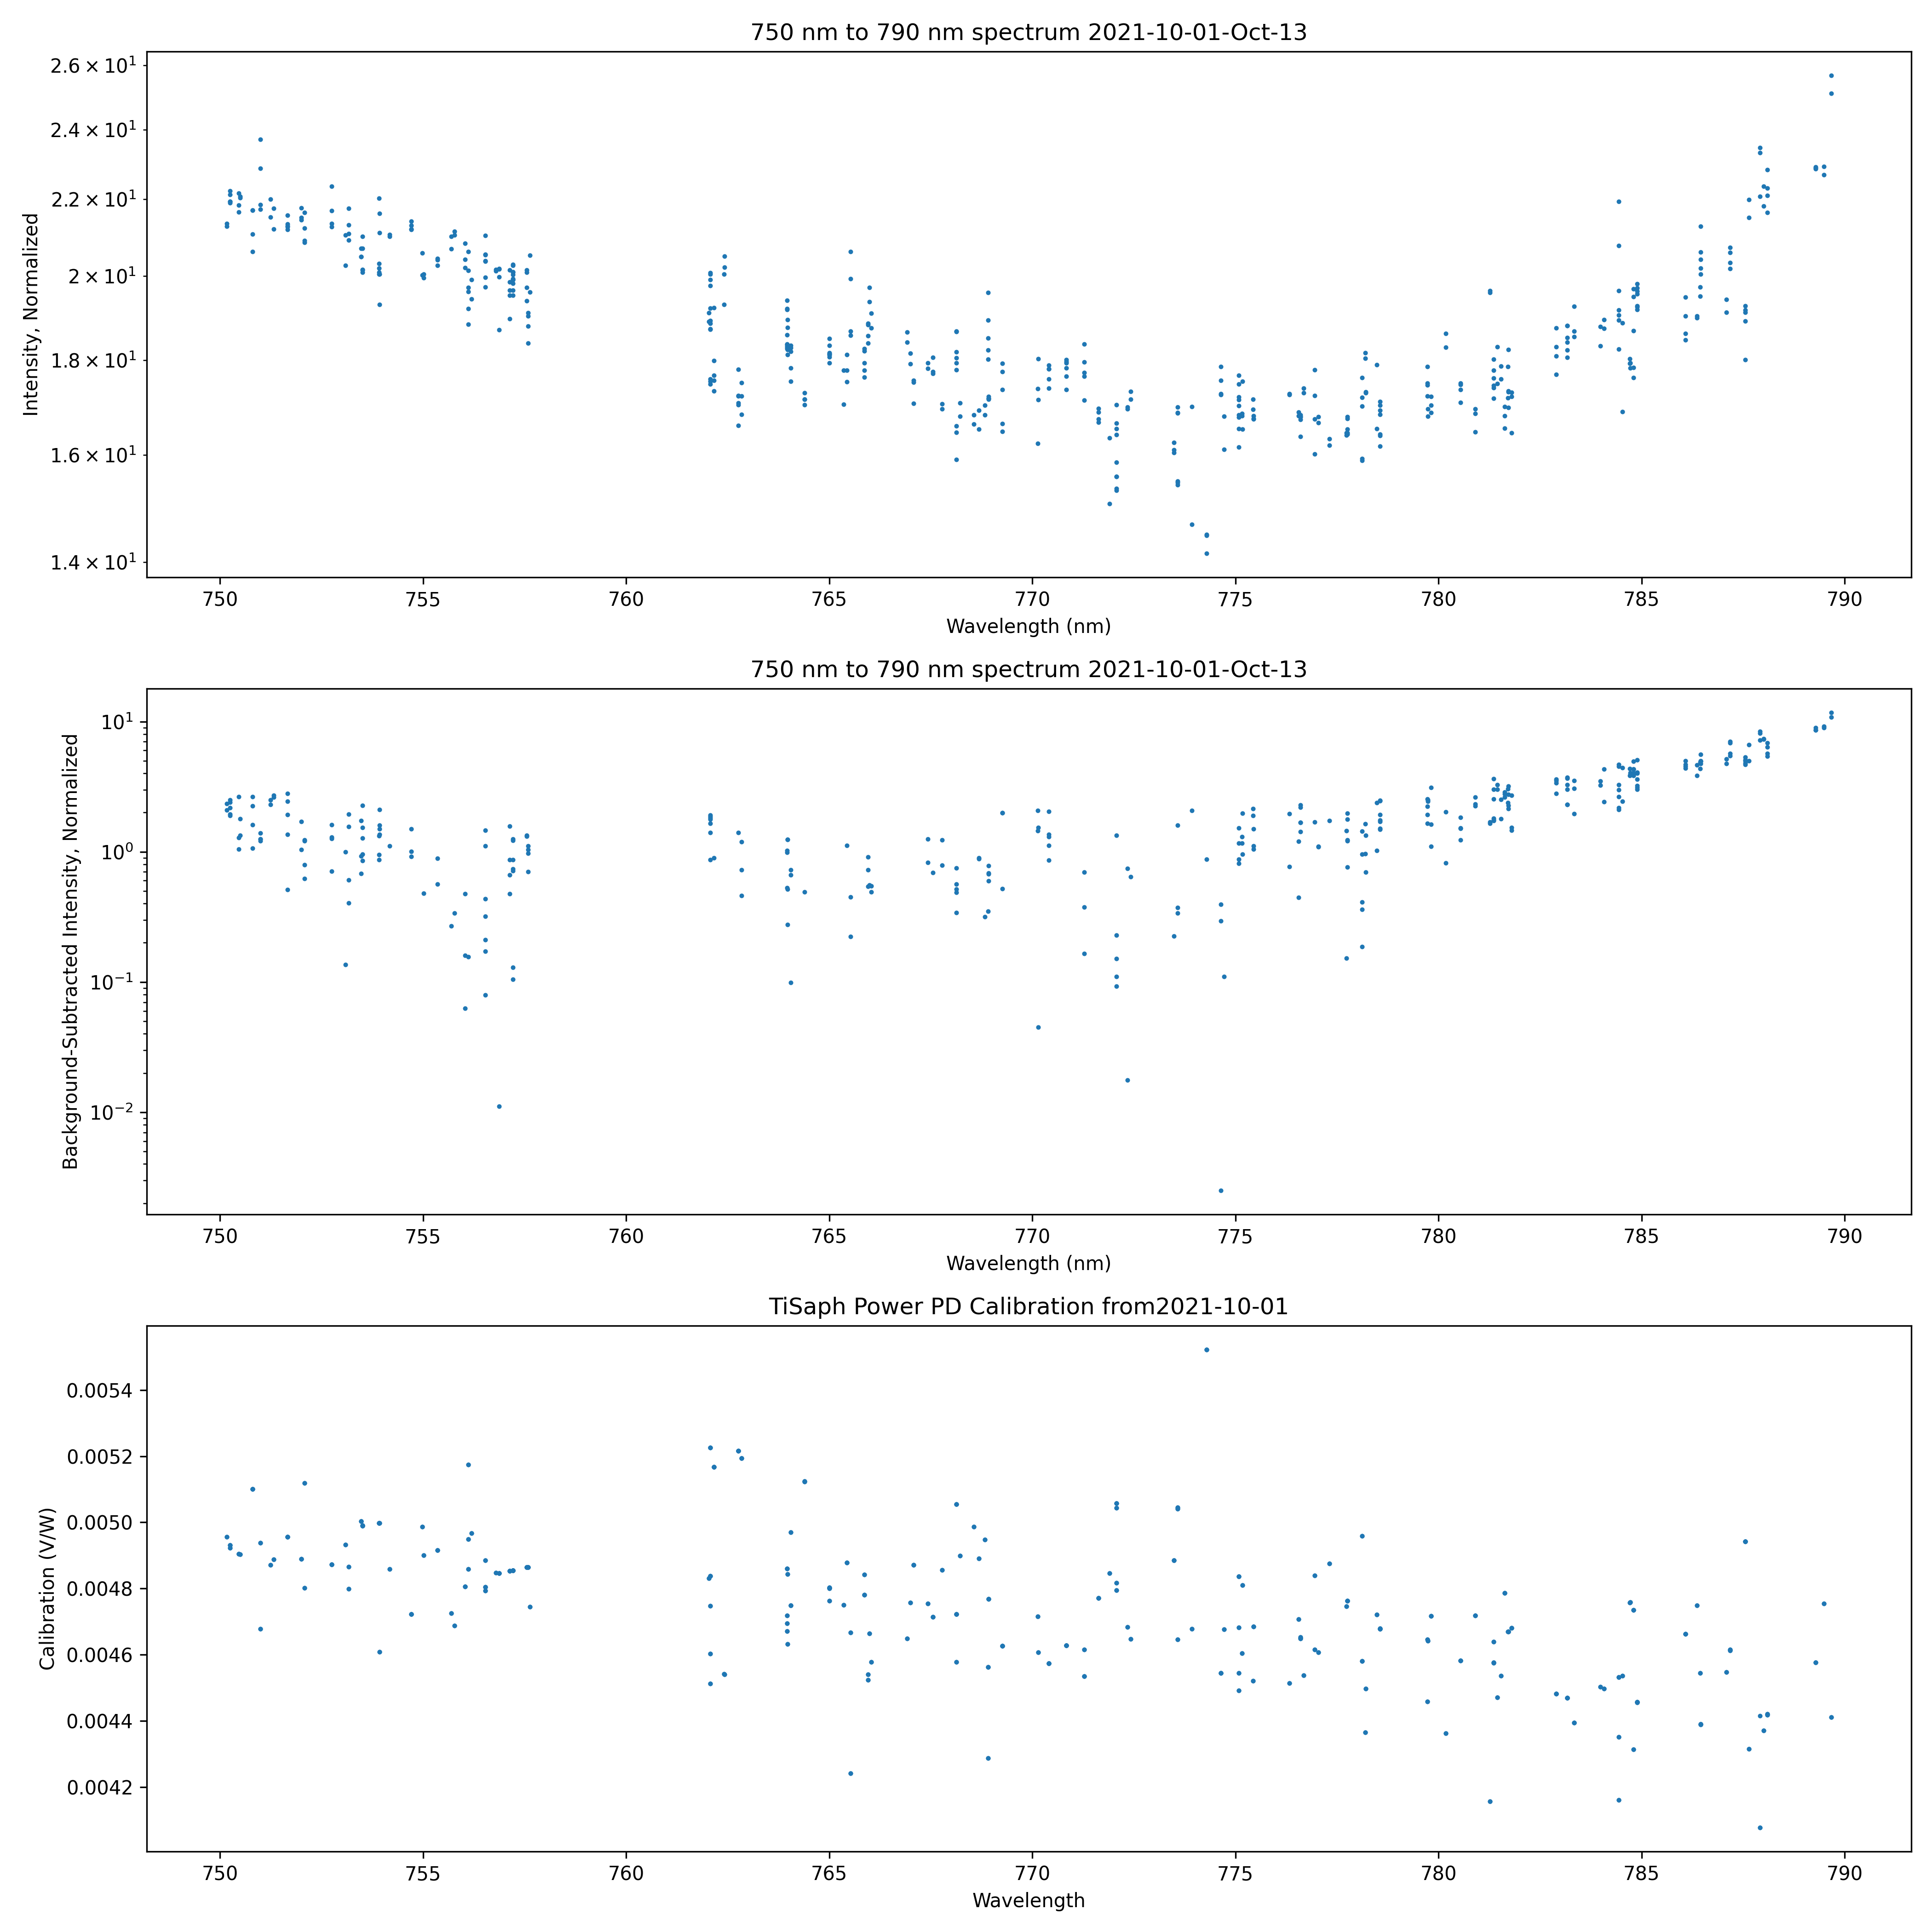 750 nm to 790 nm spectrum 2021-10-01-Oct-13
2.6 × 10¹
2.4 × 10¹
2.2 × 10¹
2 × 10¹
1.8 × 10¹
1.6 × 10¹
1.4 × 10¹
Intensity, Normalized
750 755 760 765 770 775 780 785 790
Wavelength (nm)
750 nm to 790 nm spectrum 2021-10-01-Oct-13
10¹
10⁰
10⁻¹
10⁻²
Background-Subtracted Intensity, Normalized
750 755 760 765 770 775 780 785 790
Wavelength (nm)
TiSaph Power PD Calibration from2021-10-01
0.0054
0.0052
0.0050
0.0048
0.0046
0.0044
0.0042
Calibration (V/W)
750 755 760 765 770 775 780 785 790
Wavelength